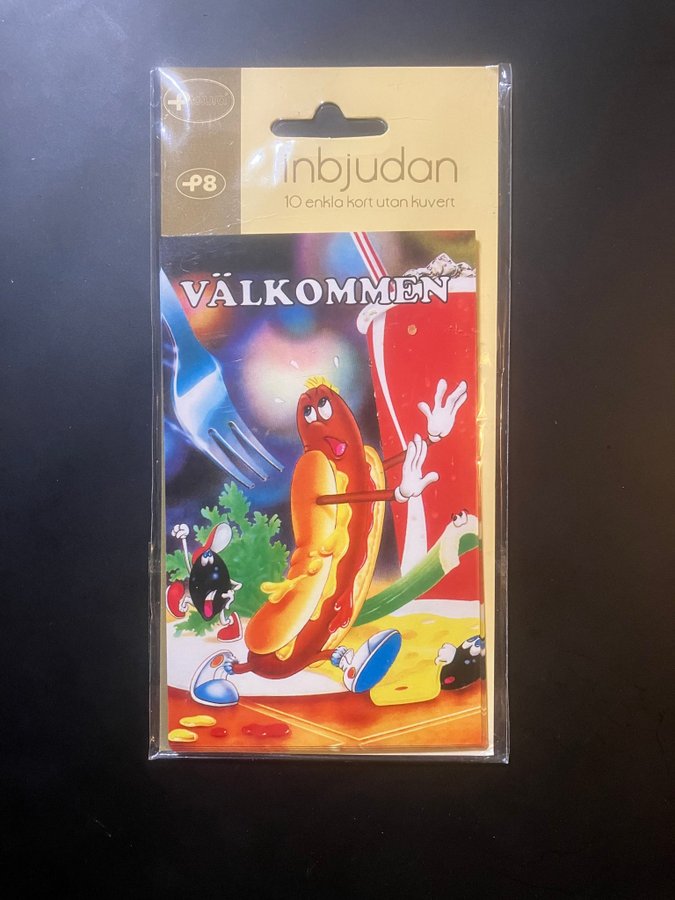 inbjudan
P8
10 enkla kort utan kuvert
VÄLKOMMEN